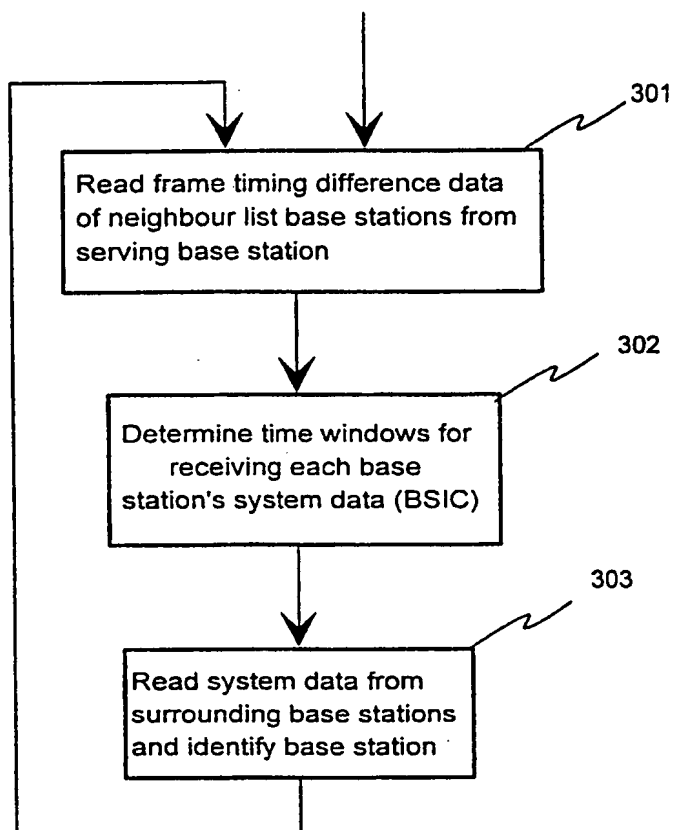 301
Read frame timing difference data
of neighbour list base stations from
serving base station
302
Determine time windows for
receiving each base
station's system data (BSIC)
303
Read system data from
surrounding base stations
and identify base station